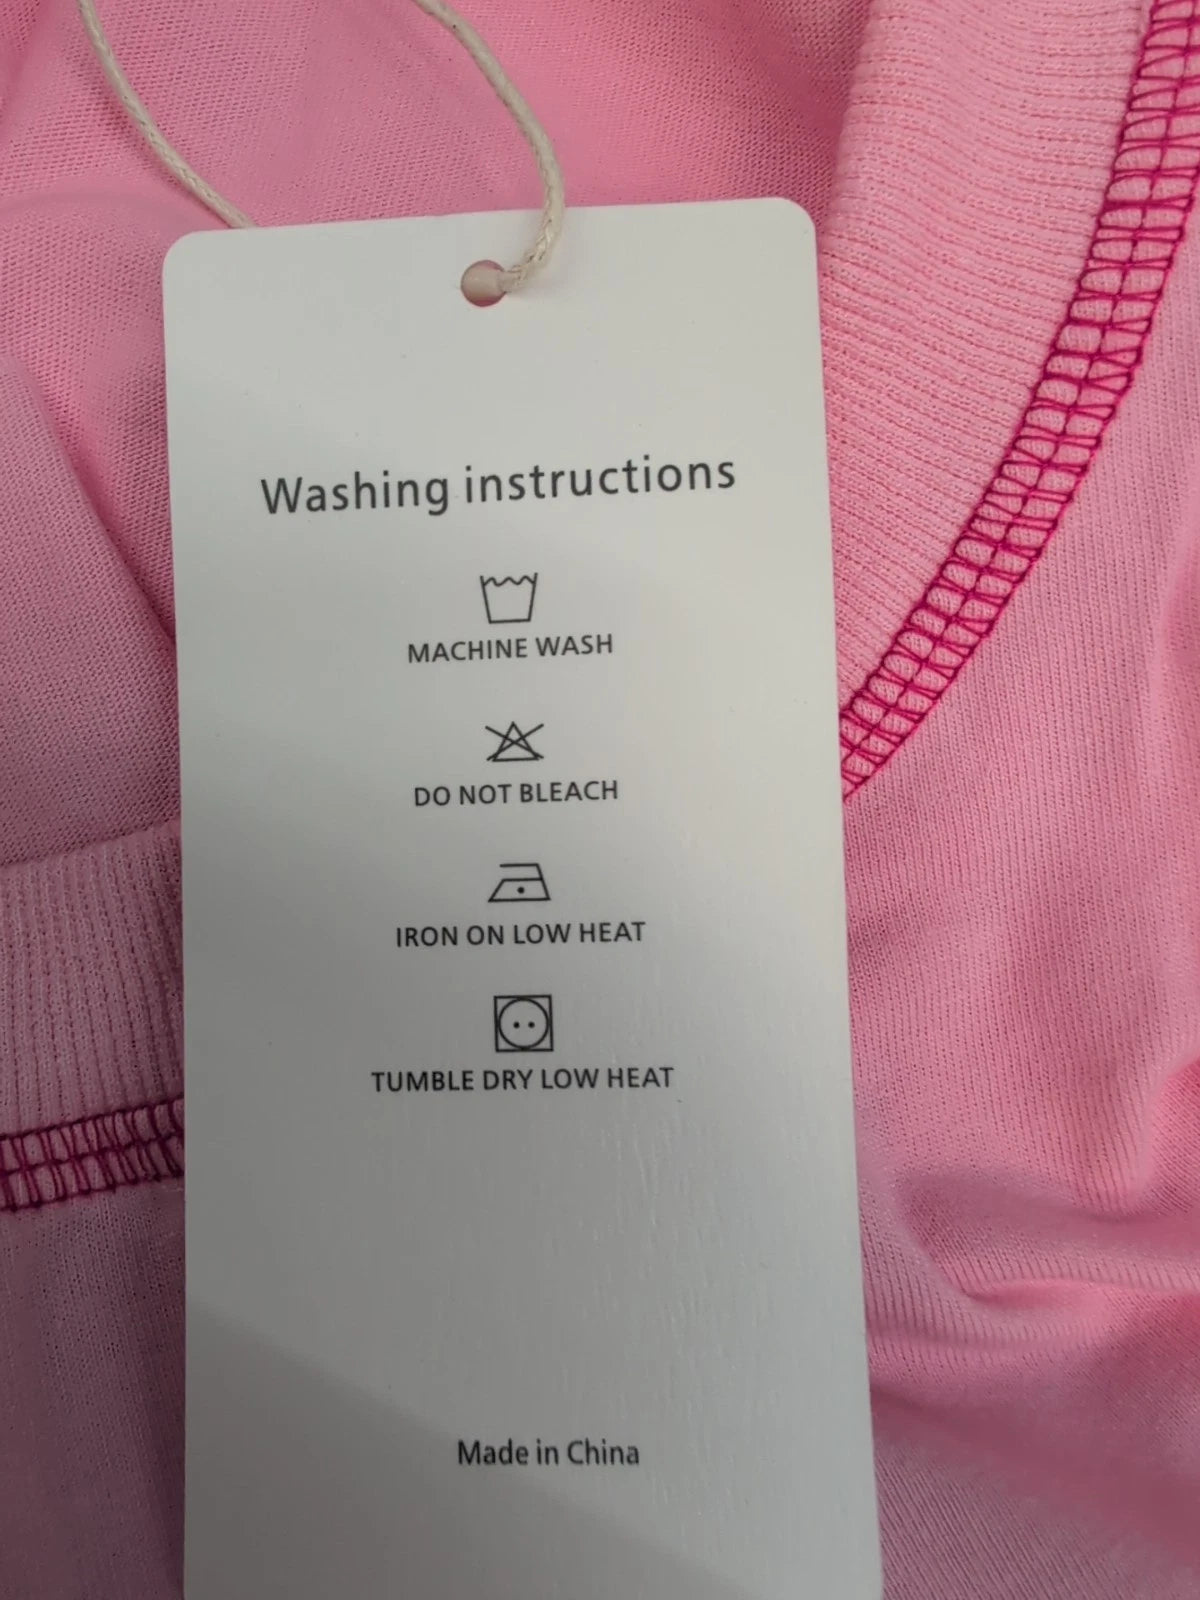 Washing instructions
MACHINE WASH
DO NOT BLEACH
IRON ON LOW HEAT
TUMBLE DRY LOW HEAT
Made in China